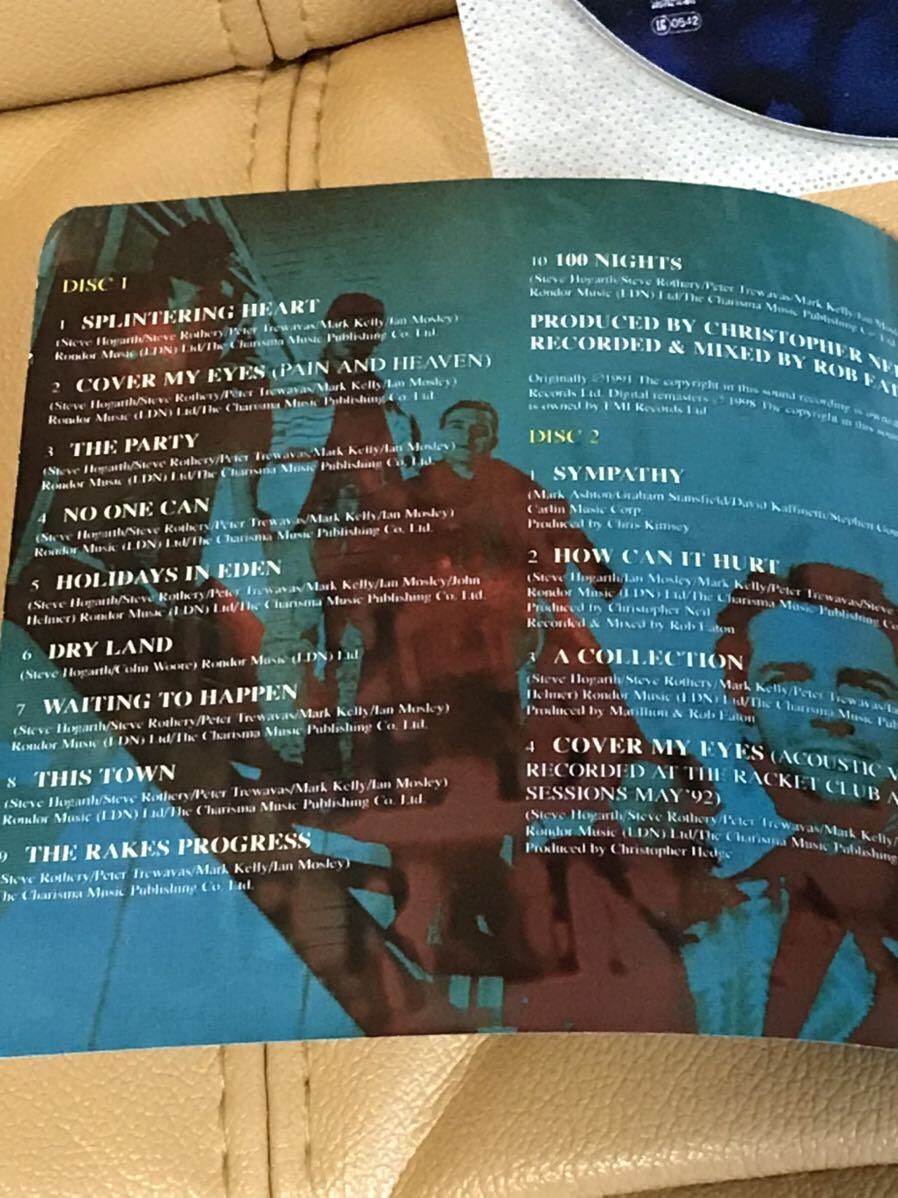 LC 0542
DISC 1
1 SPLINTERING HEART
(Steve Hogarth/Steve Rothery/Peter Trewavas/Mark Kelly/Ian Mosley)
Rondor Music (LDN) Ltd/The Charisma Music Publishing Co. Ltd.
2 COVER MY EYES (PAIN AND HEAVEN)
(Steve Hogarth/Steve Rothery/Peter Trewavas/Mark Kelly/Ian Mosley)
Rondor Music (LDN) Ltd/The Charisma Music Publishing Co. Ltd
3 THE PARTY
(Steve Hogarth/Steve Rothery/Peter Trewavas/Mark Kelly/Ian Mosley)
Rondor Music (LDN) Ltd/The Charisma Music Publishing Co. Ltd.
4 NO ONE CAN
(Steve Hogarth/Steve Rothery/Peter Trewavas/Mark Kelly/Ian Mosley)
Rondor Music (LDN) Ltd/The Charisma Music Publishing Co. Ltd.
5 HOLIDAYS IN EDEN
(Steve Hogarth/Steve Rothery/Peter Trewavas/Mark Kelly/Ian Mosley/John
Helmer) Rondor Music (LDN) Ltd/The Charisma Music Publishing Co. Ltd.
6 DRY LAND
(Steve Hogarth/Colin Woore) Rondor Music (LDN) Ltd
7 WAITING TO HAPPEN
(Steve Hogarth/Steve Rothery/Peter Trewavas/Mark Kelly/Ian Mosley)
Rondor Music (LDN) Ltd/The Charisma Music Publishing Co. Ltd.
8 THIS TOWN
(Steve Hogarth/Steve Rothery/Peter Trewavas/Mark Kelly/Ian Mosley)
Rondor Music (LDN) Ltd/The Charisma Music Publishing Co. Ltd.
9 THE RAKES PROGRESS
Steve Rothery/Peter Trewavas/Mark Kelly/Ian Mosley)
The Charisma Music Publishing Co. Ltd.
10 100 NIGHTS
(Steve Hogarth/Steve Rothery/Peter Trewavas/Mark Kelly/Ian
Rondor Music (LDN) Ltd/The Charisma Music Publishing Co. Ltd
PRODUCED BY CHRISTOPHER
RECORDED & MIXED BY ROB
Originally ℗1991 The copyright in this sound recording is owned
Records Ltd. Digital remasters ℗ 1998 The copyright in this
is owned by EMI Records Ltd
DISC 2
1 SYMPATHY
(Mark Ashton/Graham Stansfield/David Kaffinetti/Stephen
Carlin Music Corp.
Produced by Chris Kimsey
2 HOW CAN IT HURT
(Steve Hogarth/Ian Mosley/Mark Kelly/Peter Trewavas/Steve
Rondor Music (LDN) Ltd/The Charisma Music Publishing
Produced by Christopher Neil
Recorded & Mixed by Rob Eaton
3 A COLLECTION
(Steve Hogarth/Steve Rothery/Mark Kelly/Peter Trewavas/
Helmer) Rondor Music (LDN) Ltd/The Charisma Music
Produced by Marillion & Rob Eaton
4 COVER MY EYES (ACOUSTIC
RECORDED AT THE RACKET CLUB
SESSIONS MAY '92)
(Steve Hogarth/Steve Rothery/Peter Trewavas/Mark Kelly/
Rondor Music (LDN) Ltd/The Charisma Music Publishing
Produced by Christopher Hedge